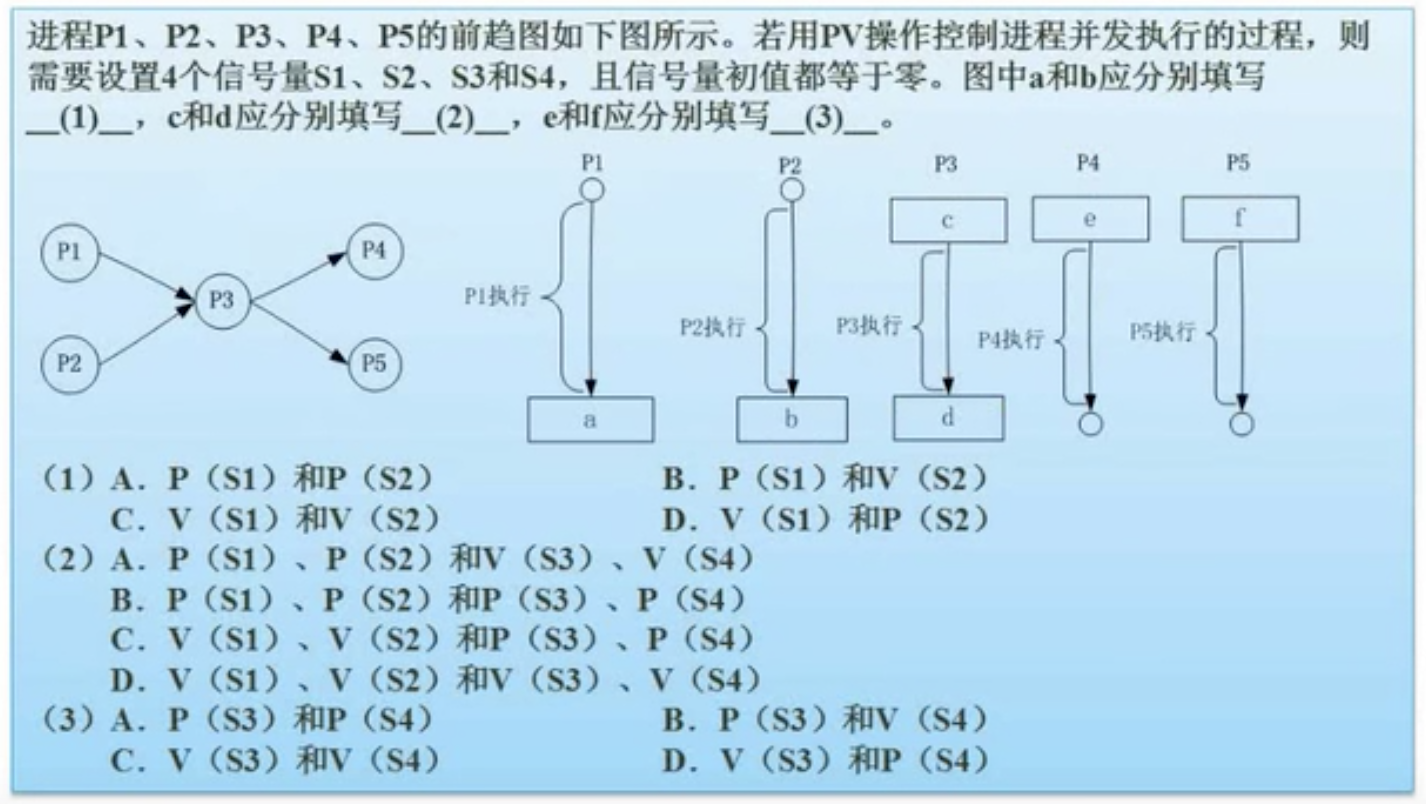 进程P1、P2、P3、P4、P5的前趋图如下图所示。若用PV操作控制进程并发执行的过程，则
需要设置4个信号量S1、S2、S3和S4，且信号量初值都等于零。图中a和b应分别填写
__(1)__，c和d应分别填写__(2)__，e和f应分别填写__(3)__。
P1 P2 P3 P4 P5
c e f
P1 P4
P3
P1执行 P2执行 P3执行 P4执行 P5执行
P2 P5
a b d
（1）A．P（S1）和P（S2） B．P（S1）和V（S2）
C．V（S1）和V（S2） D．V（S1）和P（S2）
（2）A．P（S1）、P（S2）和V（S3）、V（S4）
B．P（S1）、P（S2）和P（S3）、P（S4）
C．V（S1）、V（S2）和P（S3）、P（S4）
D．V（S1）、V（S2）和V（S3）、V（S4）
（3）A．P（S3）和P（S4） B．P（S3）和V（S4）
C．V（S3）和V（S4） D．V（S3）和P（S4）